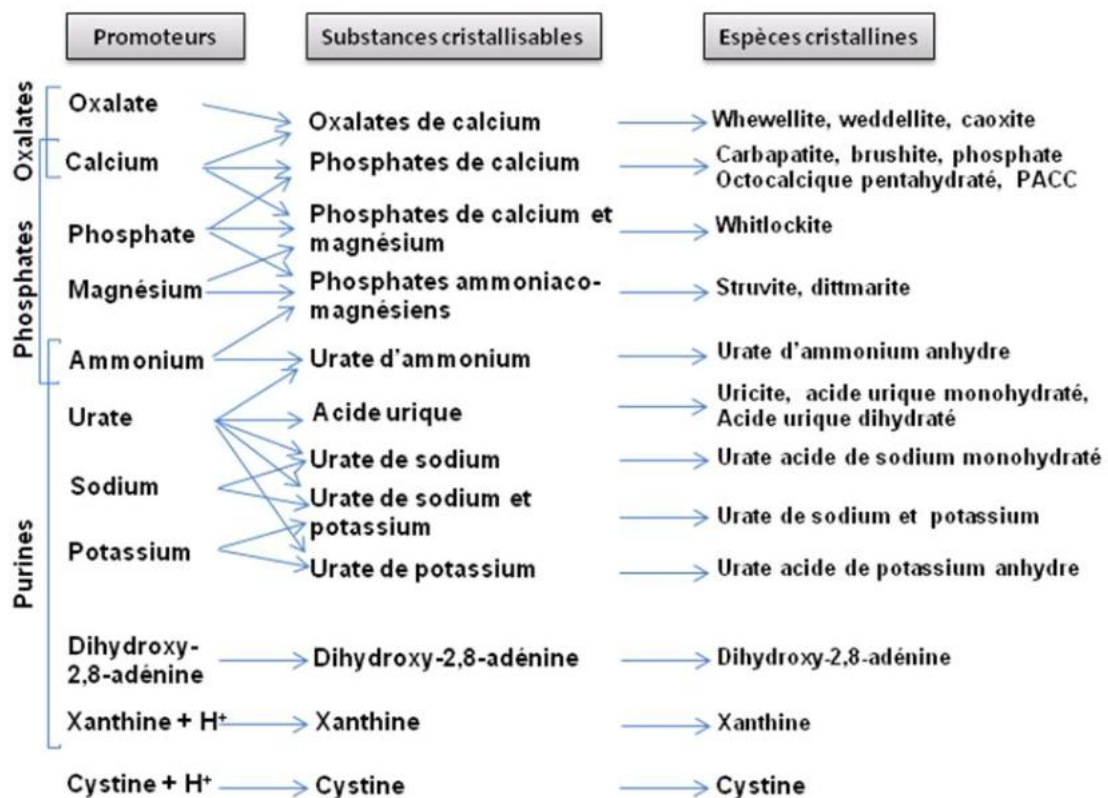 Promoteurs Substances cristallisables Espèces cristallines
Oxalates
Phosphates
Purines
Oxalate
Oxalates de calcium Whewellite, weddellite, caoxite
Calcium Phosphates de calcium Carbapatite, brushite, phosphate
Octocalcique pentahydraté, PACC
Phosphate Phosphates de calcium et
magnésium
Whitlockite
Magnésium Phosphates ammoniaco-
magnésiens
Struvite, dittmarite
Ammonium Urate d'ammonium Urate d'ammonium anhydre
Urate Acide urique Uricite, acide urique monohydraté,
Acide urique dihydraté
Urate de sodium Urate acide de sodium monohydraté
Sodium
Urate de sodium et
potassium
Urate de sodium et potassium
Potassium
Urate de potassium Urate acide de potassium anhydre
Dihydroxy-
2,8-adénine
Dihydroxy-2,8-adénine Dihydroxy-2,8-adénine
Xanthine + H⁺ Xanthine Xanthine
Cystine + H⁺ Cystine Cystine